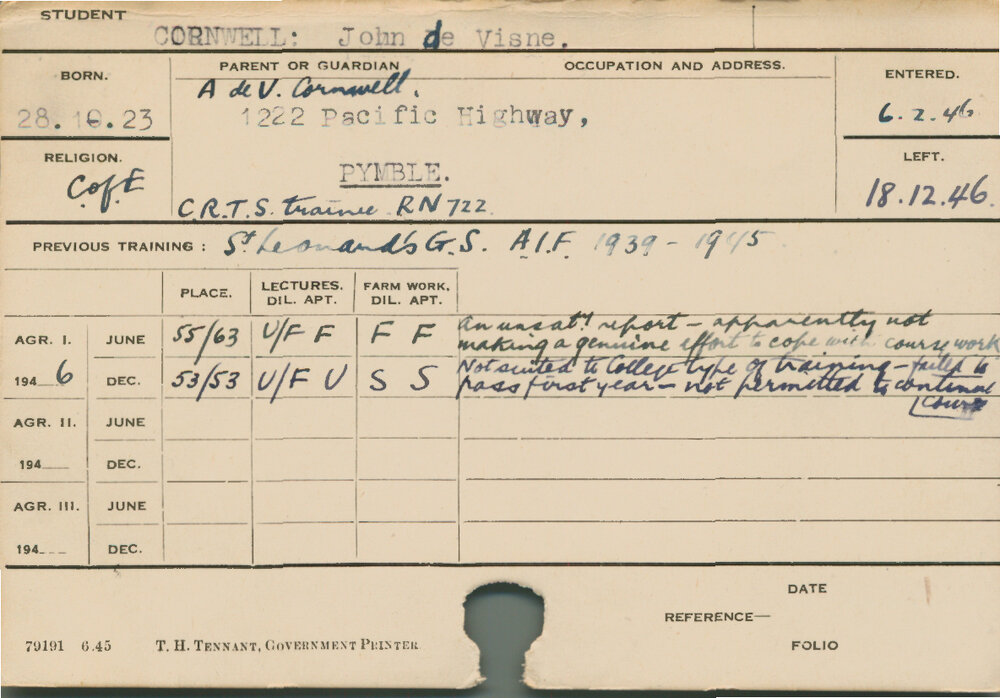 STUDENT
CORNWELL: John de Visne.
BORN.
PARENT OR GUARDIAN
OCCUPATION AND ADDRESS.
ENTERED.
A de V. Cornwell.
28.10.23
1222 Pacific Highway,
6.2.46
RELIGION.
LEFT.
PYMBLE.
C of E
18.12.46.
C.R.T.S. trainee RN 722
PREVIOUS TRAINING : St Leonard's G.S. A.I.F. 1939 - 1945
PLACE.
LECTURES.
DIL. APT.
FARM WORK.
DIL. APT.
AGR. I. JUNE 55/63 U/F F F F An unsatt. report - apparently not
making a genuine effort to cope with course work
1946 DEC. 53/53 U/F U S S Not suited to College type of training - failed to
pass first year - not permitted to continue
Course
AGR. II. JUNE
194 DEC.
AGR. III. JUNE
194 DEC.
DATE
REFERENCE—
79191 6.45 T. H. TENNANT, GOVERNMENT PRINTER
FOLIO